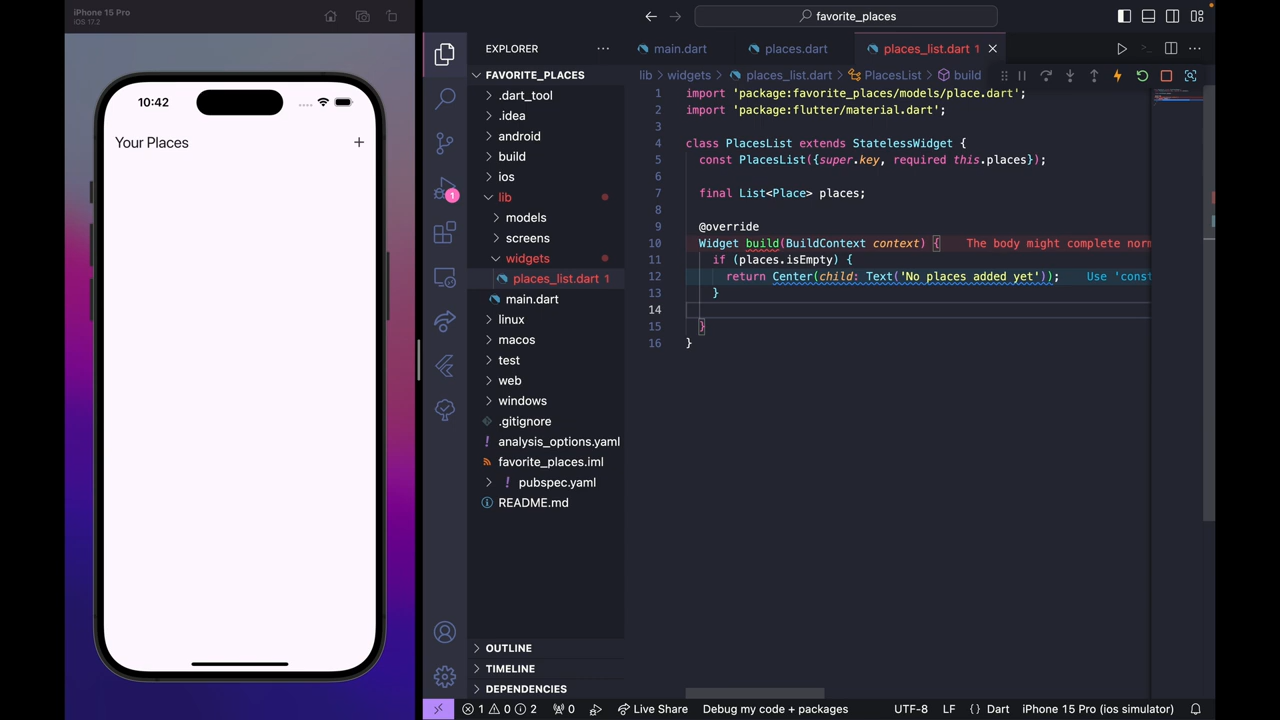 iPhone 15 Pro
iOS 17.2
10:42
Your Places
favorite_places
EXPLORER
FAVORITE_PLACES
.dart_tool
.idea
android
build
ios
lib
models
screens
widgets
places_list.dart 1
main.dart
linux
macos
test
web
windows
.gitignore
analysis_options.yaml
favorite_places.iml
pubspec.yaml
README.md
OUTLINE
TIMELINE
DEPENDENCIES
1
main.dart
places.dart
places_list.dart 1
lib > widgets > places_list.dart > PlacesList > build
1 import 'package:favorite_places/models/place.dart';
2 import 'package:flutter/material.dart';
3
4 class PlacesList extends StatelessWidget {
5 const PlacesList({super.key, required this.places});
6
7 final List<Place> places;
8
9 @override
10 Widget build(BuildContext context) { The body might complete norm
11 if (places.isEmpty) {
12 return Center(child: Text('No places added yet')); Use 'const
13 }
14
15 }
16 }
1 0 2 0 Live Share Debug my code + packages UTF-8 LF {} Dart iPhone 15 Pro (ios simulator)